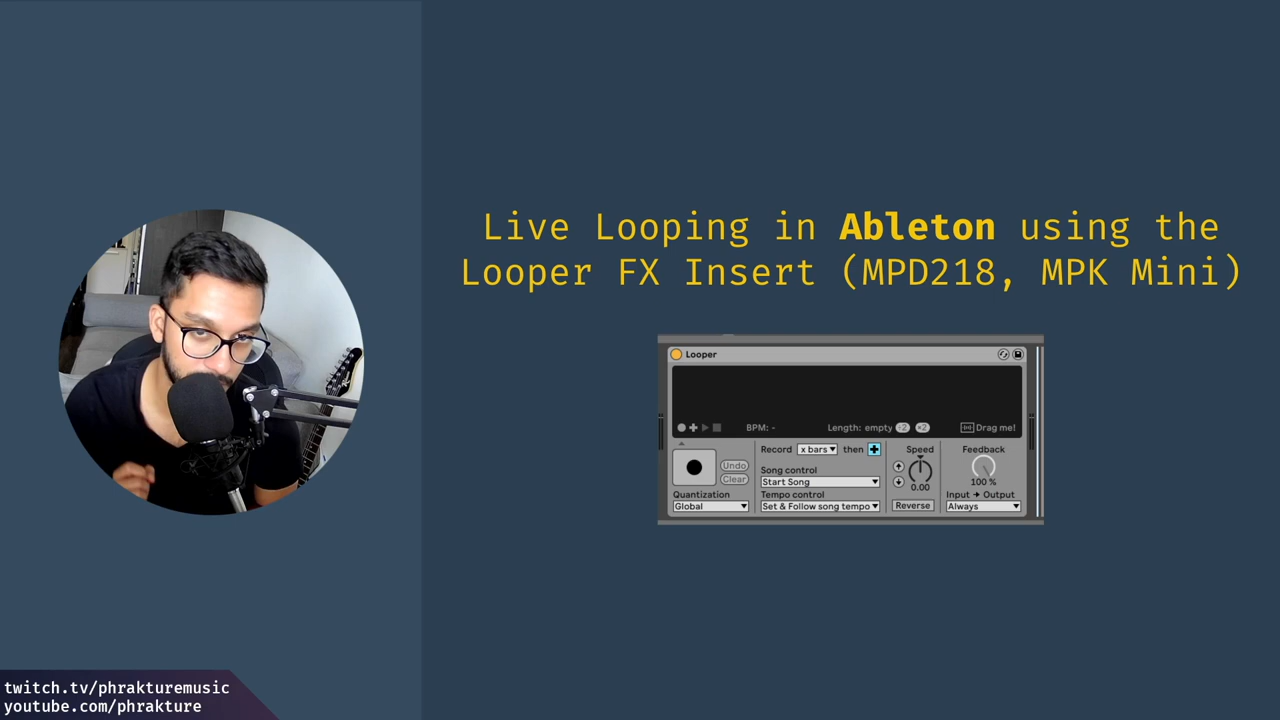 Live Looping in Ableton using the
Looper FX Insert (MPD218, MPK Mini)
Looper
BPM: -
Length: empty :2 *2
Drag me!
Record x bars then
Undo
Clear
Song control
Start Song
Quantization
Global
Tempo control
Set & Follow song tempo
Speed
0.00
Reverse
Feedback
100 %
Input → Output
Always
twitch.tv/phrakturemusic
youtube.com/phrakture